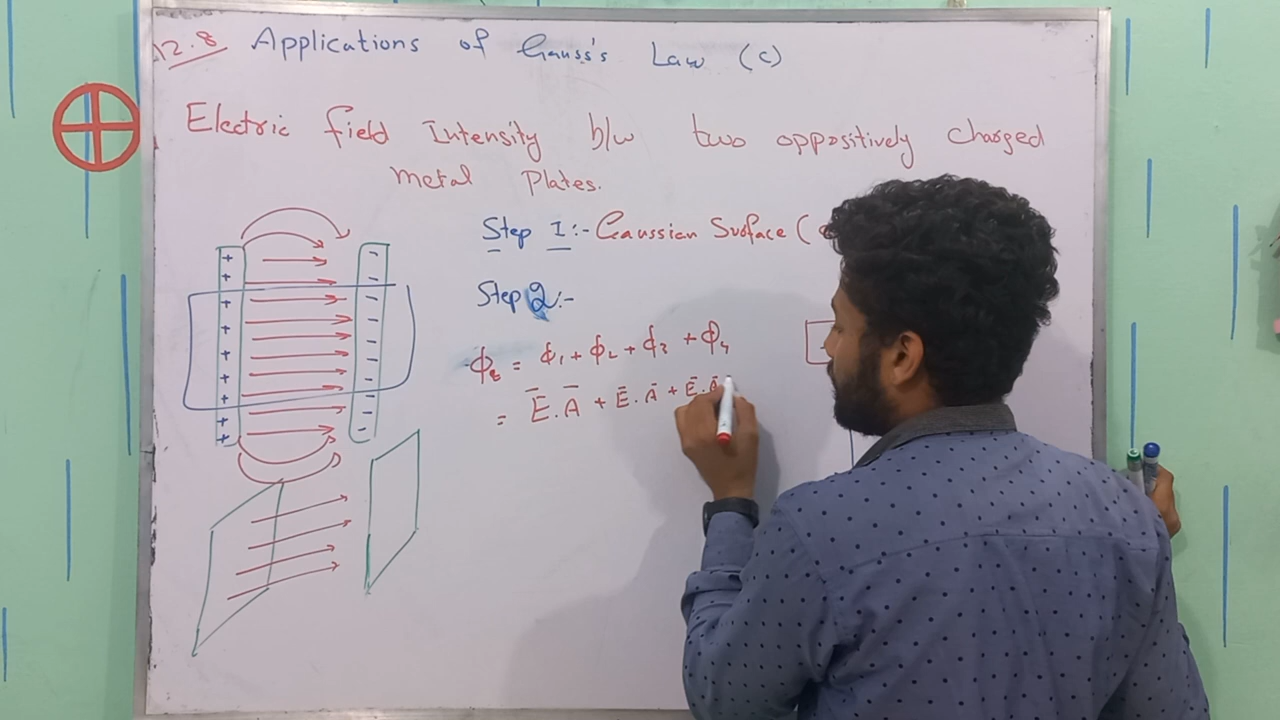 12.8 Applications of Gauss's Law (c)
Electric field Intensity b/w two oppositively charged
metal Plates.
Step I:- Gaussian Surface (
Step 2:-
ϕe = ϕ1 + ϕ2 + ϕ3 + ϕ4
= E̅.A̅ + E̅.A̅ + E̅.A̅